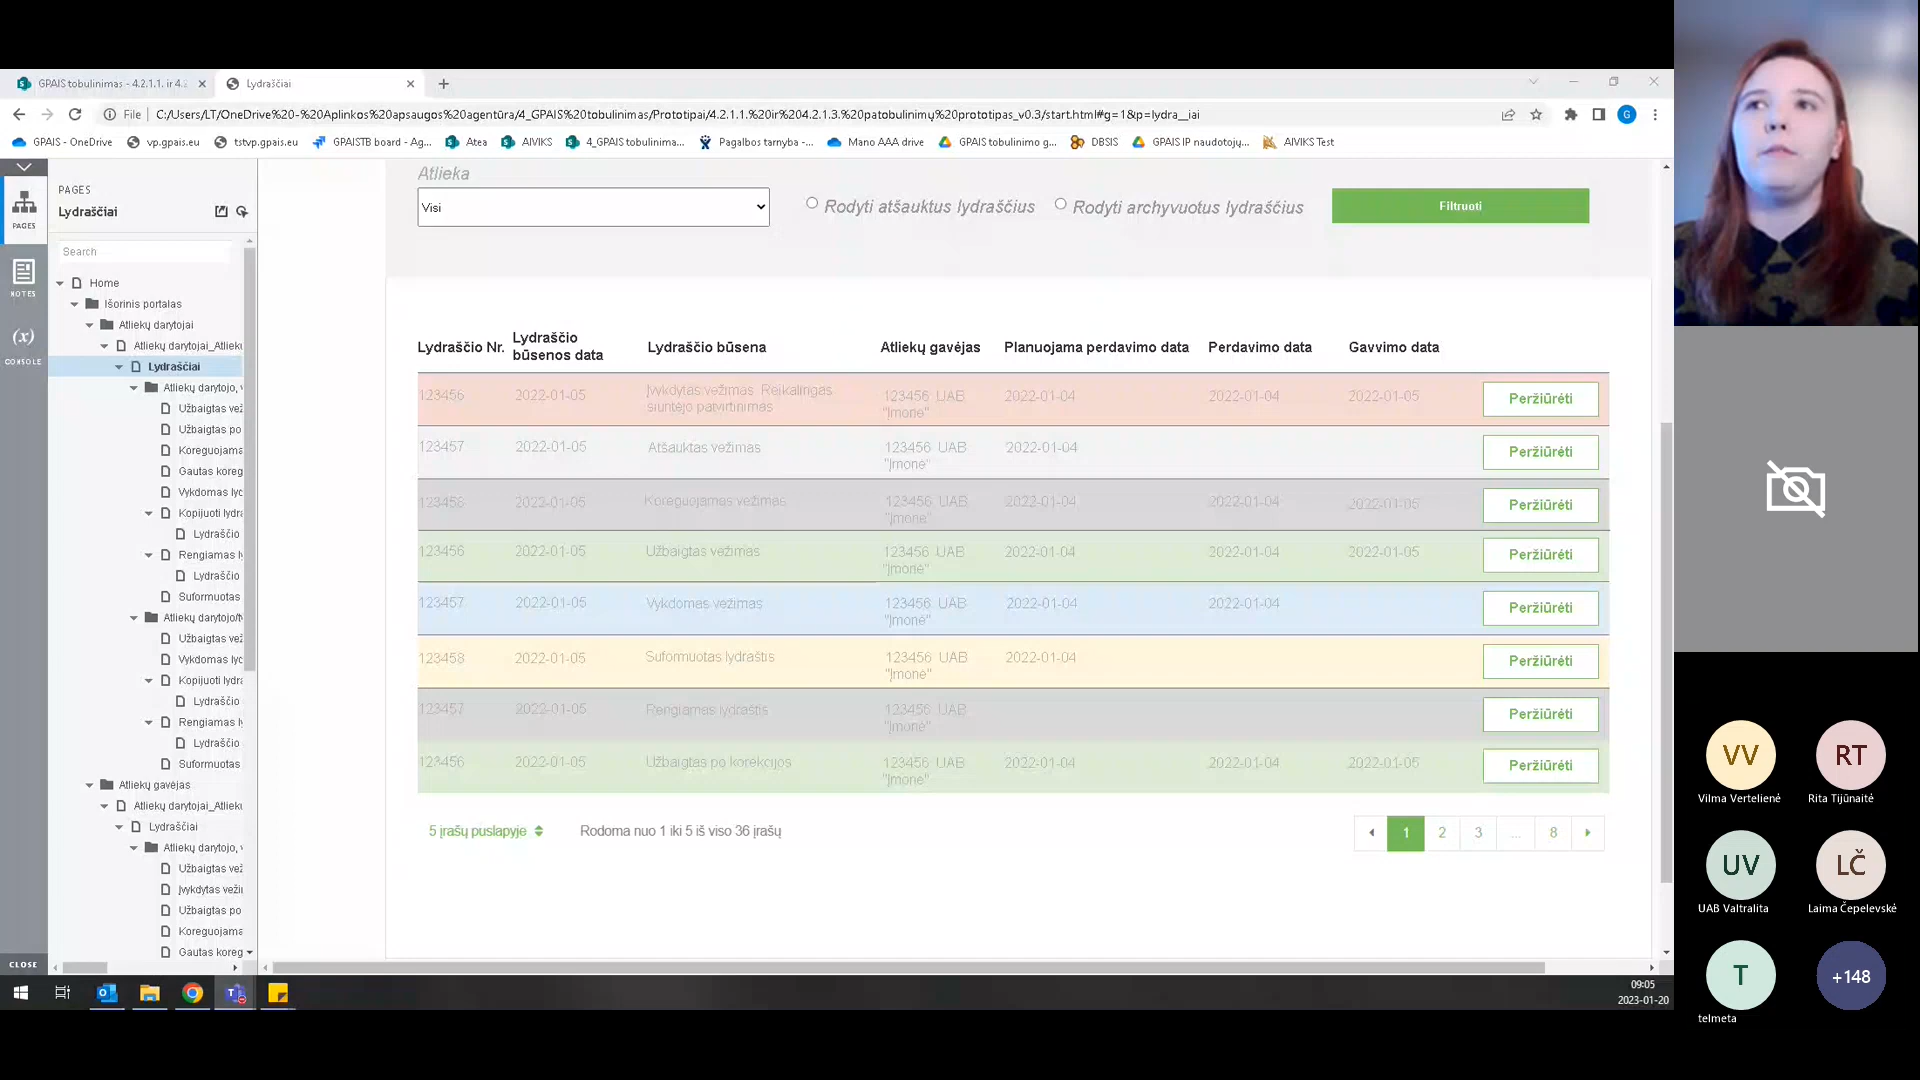 GPAIS tobulinimas - 4.2.1.1. ir 4.2
Lydraščiai
File
C:/Users/LT/OneDrive%20-%20Aplinkos%20apsaugos%20agentūra/4_GPAIS%20tobulinimas/Prototipai/4.2.1.1.%20ir%204.2.1.3.%20patobulinimų%20prototipas_v0.3/start.html#g=1&p=lydra__iai
G
GPAIS - OneDrive
vp.gpais.eu
tstvp.gpais.eu
GPAISTB board - Ag...
Atea
AIVIKS
4_GPAIS tobulinima...
Pagalbos tarnyba -...
Mano AAA drive
GPAIS tobulinimo g...
DBSIS
GPAIS IP naudotojų...
AIVIKS Test
PAGES
NOTES
(x)
CONSOLE
CLOSE
PAGES
Lydraščiai
Search
Home
Išorinis portalas
Atliekų darytojai
Atliekų darytojai_Atliekų
Lydraščiai
Atliekų darytojo, v
Užbaigtas vež
Užbaigtas po
Koreguojama
Gautas koreg
Vykdomas lyd
Kopijuoti lydra
Lydraščio
Rengiamas ly
Lydraščio
Suformuotas
Atliekų darytojo/t
Užbaigtas vež
Vykdomas lyd
Kopijuoti lydra
Lydraščio
Rengiamas ly
Lydraščio
Suformuotas
Atliekų gavėjas
Atliekų darytojai_Atliekų
Lydraščiai
Atliekų darytojo, v
Užbaigtas vež
Įvykdytas vežin
Užbaigtas po
Koreguojama
Gautas koreg
Atlieka
Visi
Rodyti atšauktus lydraščius
Rodyti archyvuotus lydraščius
Filtruoti
Lydraščio Nr.
Lydraščio
būsenos data
Lydraščio būsena
Atliekų gavėjas
Planuojama perdavimo data
Perdavimo data
Gavvimo data
123456 2022-01-05 Įvykdytas vežimas. Reikalingas
siuntėjo patvirtinimas
123456 UAB
"Įmonė"
2022-01-04 2022-01-04 2022-01-05 Peržiūrėti
123457 2022-01-05 Atšauktas vežimas 123456 UAB
"Įmonė"
2022-01-04 Peržiūrėti
123458 2022-01-05 Koreguojamas vežimas 123456 UAB
"Įmonė"
2022-01-04 2022-01-04 2022-01-05 Peržiūrėti
123456 2022-01-05 Užbaigtas vežimas 123456 UAB
"Įmonė"
2022-01-04 2022-01-04 2022-01-05 Peržiūrėti
123457 2022-01-05 Vykdomas vežimas 123456 UAB
"Įmonė"
2022-01-04 2022-01-04 Peržiūrėti
123458 2022-01-05 Suformuotas lydraštis 123456 UAB
"Įmonė"
2022-01-04 Peržiūrėti
123457 2022-01-05 Rengiamas lydraštis 123456 UAB
"Įmonė"
Peržiūrėti
123456 2022-01-05 Užbaigtas po korekcijos 123456 UAB
"Įmonė"
2022-01-04 2022-01-04 2022-01-05 Peržiūrėti
5 įrašų puslapyje
Rodoma nuo 1 iki 5 iš viso 36 įrašų
1 2 3 ... 8
09:05
2023-01-20
VV
Vilma Vertelienė
RT
Rita Tijūnaitė
UV
UAB Valtralita
LČ
Laima Čepelevskė
T
telmeta
+148